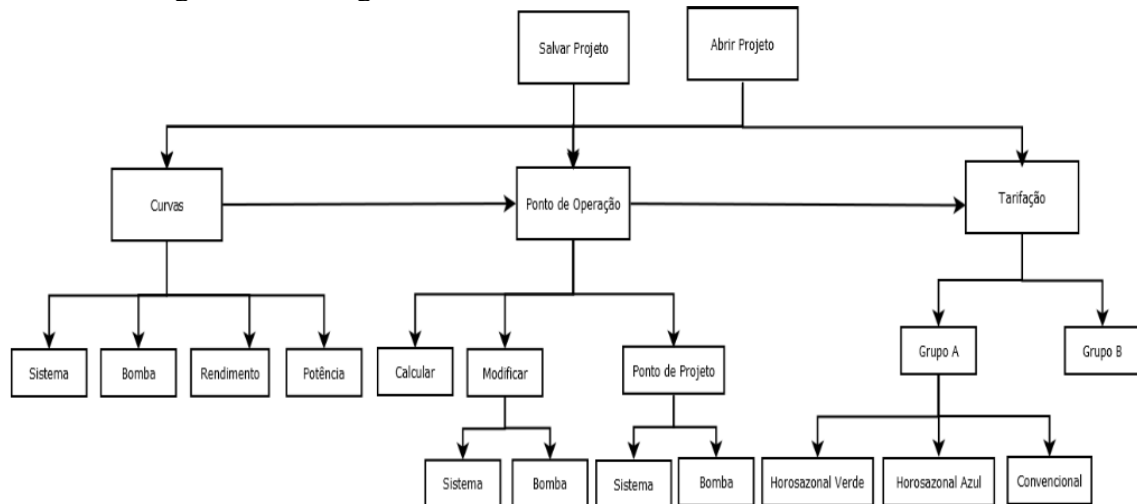 Salvar Projeto
Abrir Projeto
Curvas
Ponto de Operação
Tarifação
Sistema
Bomba
Rendimento
Potência
Calcular
Modificar
Ponto de Projeto
Grupo A
Grupo B
Sistema
Bomba
Sistema
Bomba
Horosazonal Verde
Horosazonal Azul
Convencional